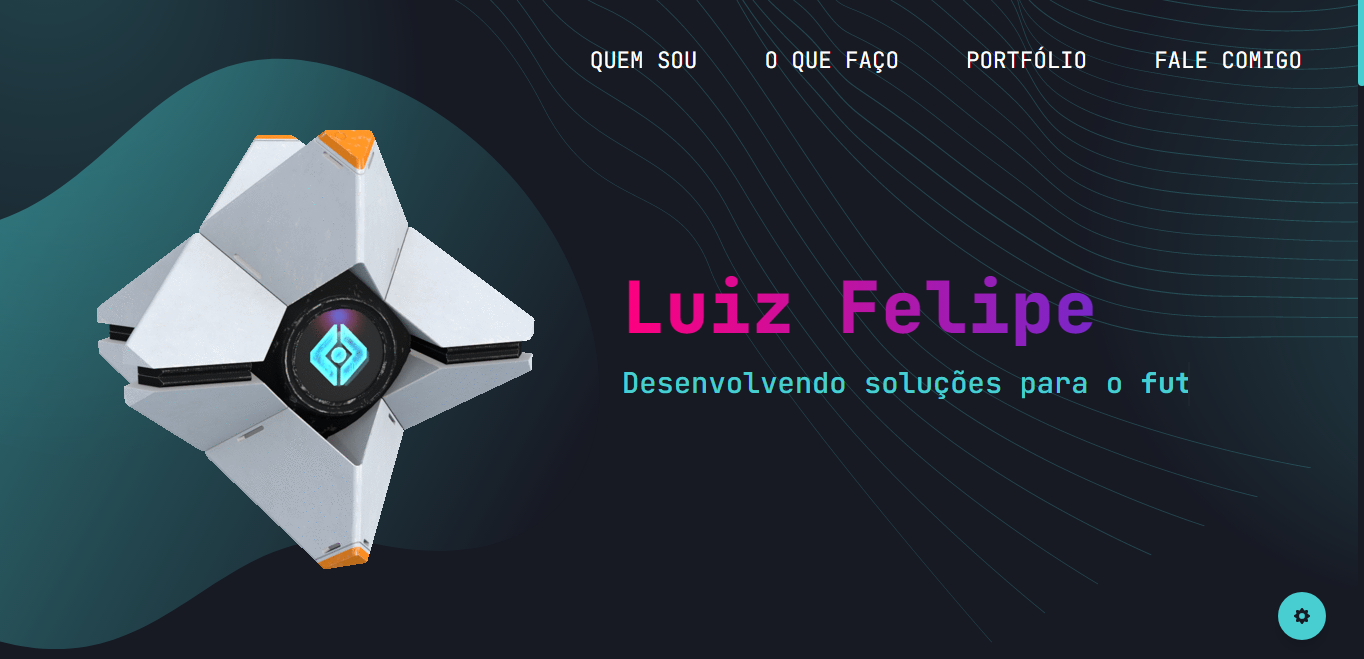 QUEM SOU O QUE FAÇO PORTFÓLIO FALE COMIGO
Luiz Felipe
Desenvolvendo soluções para o fut